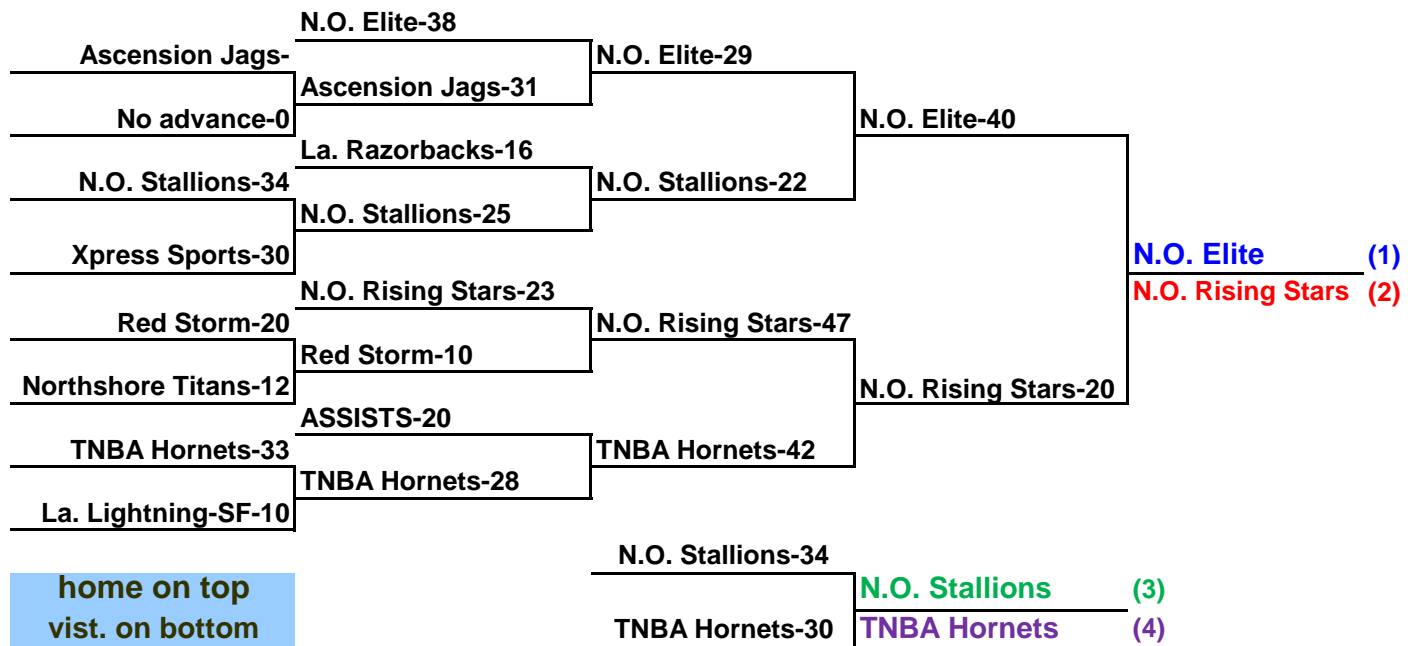 N.O. Elite-38
Ascension Jags-
N.O. Elite-29
Ascension Jags-31
No advance-0
N.O. Elite-40
La. Razorbacks-16
N.O. Stallions-34
N.O. Stallions-22
N.O. Stallions-25
Xpress Sports-30
N.O. Elite (1)
N.O. Rising Stars (2)
N.O. Rising Stars-23
Red Storm-20
N.O. Rising Stars-47
Red Storm-10
Northshore Titans-12
N.O. Rising Stars-20
ASSISTS-20
TNBA Hornets-33
TNBA Hornets-42
TNBA Hornets-28
La. Lightning-SF-10
N.O. Stallions-34
home on top
N.O. Stallions (3)
vist. on bottom
TNBA Hornets-30
TNBA Hornets (4)